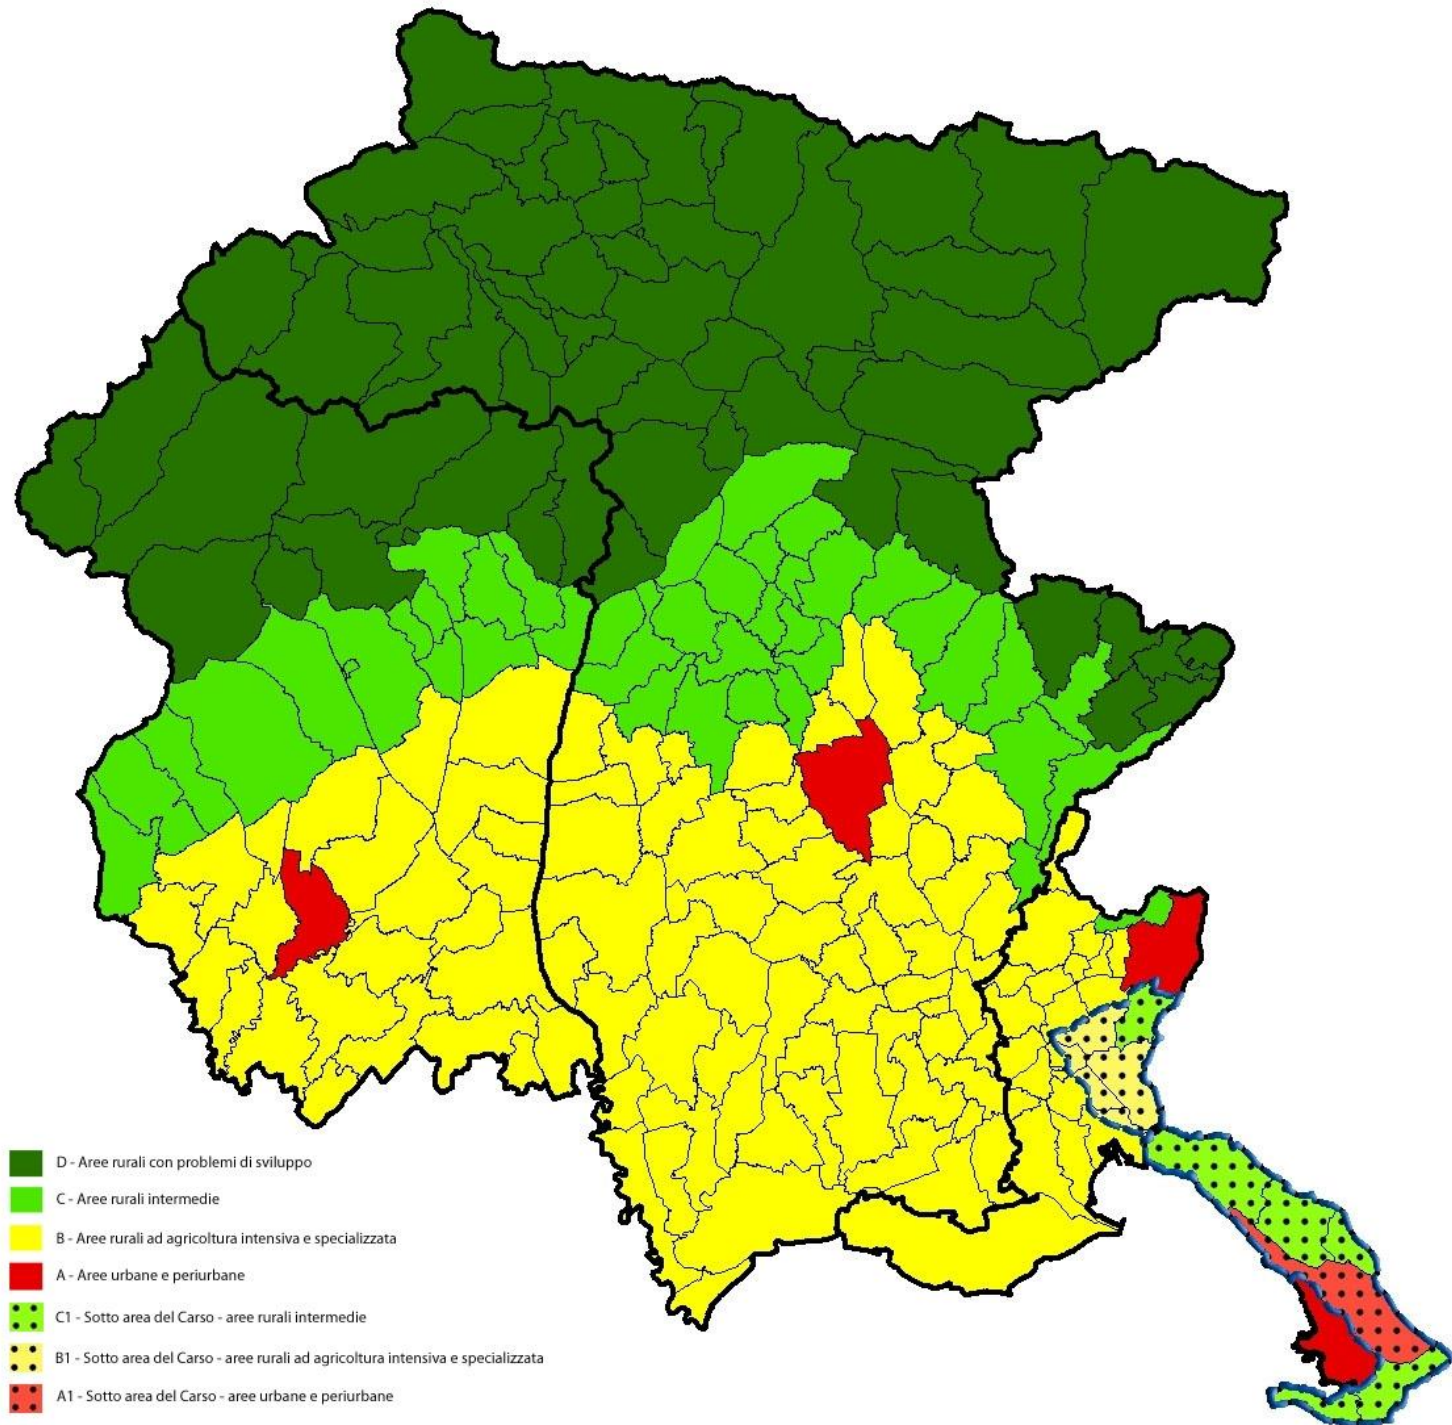 D - Aree rurali con problemi di sviluppo
C - Aree rurali intermedie
B - Aree rurali ad agricoltura intensiva e specializzata
A - Aree urbane e periurbane
C1 - Sotto area del Carso - aree rurali intermedie
B1 - Sotto area del Carso - aree rurali ad agricoltura intensiva e specializzata
A1 - Sotto area del Carso - aree urbane e periurbane